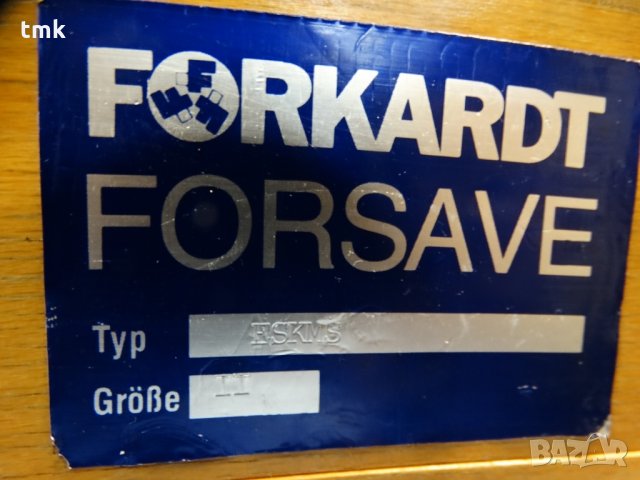 tmk
FORKARDT
FORSAVE
Typ FSKMS
Größe II
BAZAR